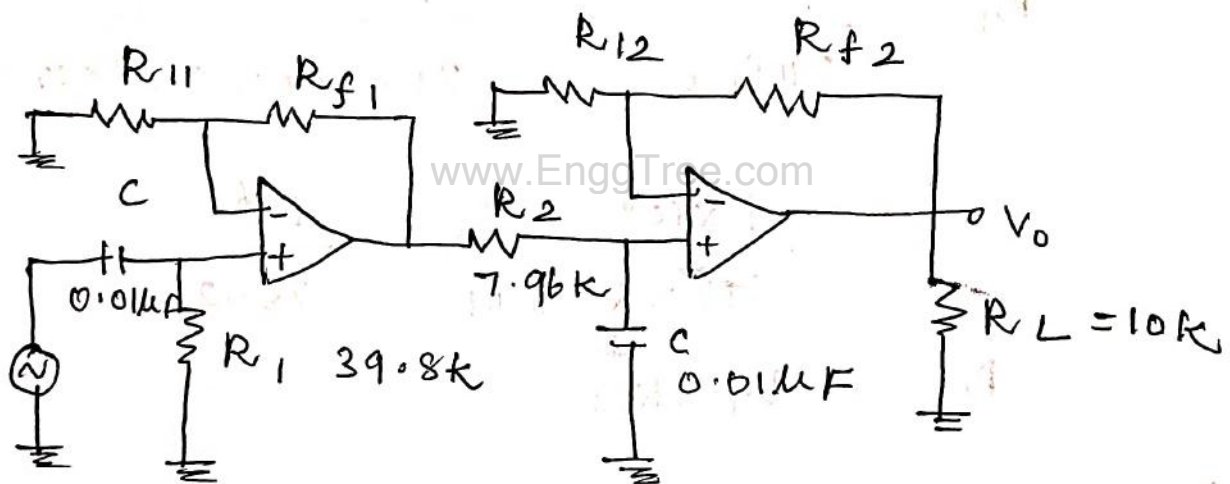 R12 Rf2
R11 Rf1
www.EnggTree.com
C
- -
R2
+ +
V0
0.01μF 7.96k
RL = 10k
R1 39.8k
C
0.01μF
~